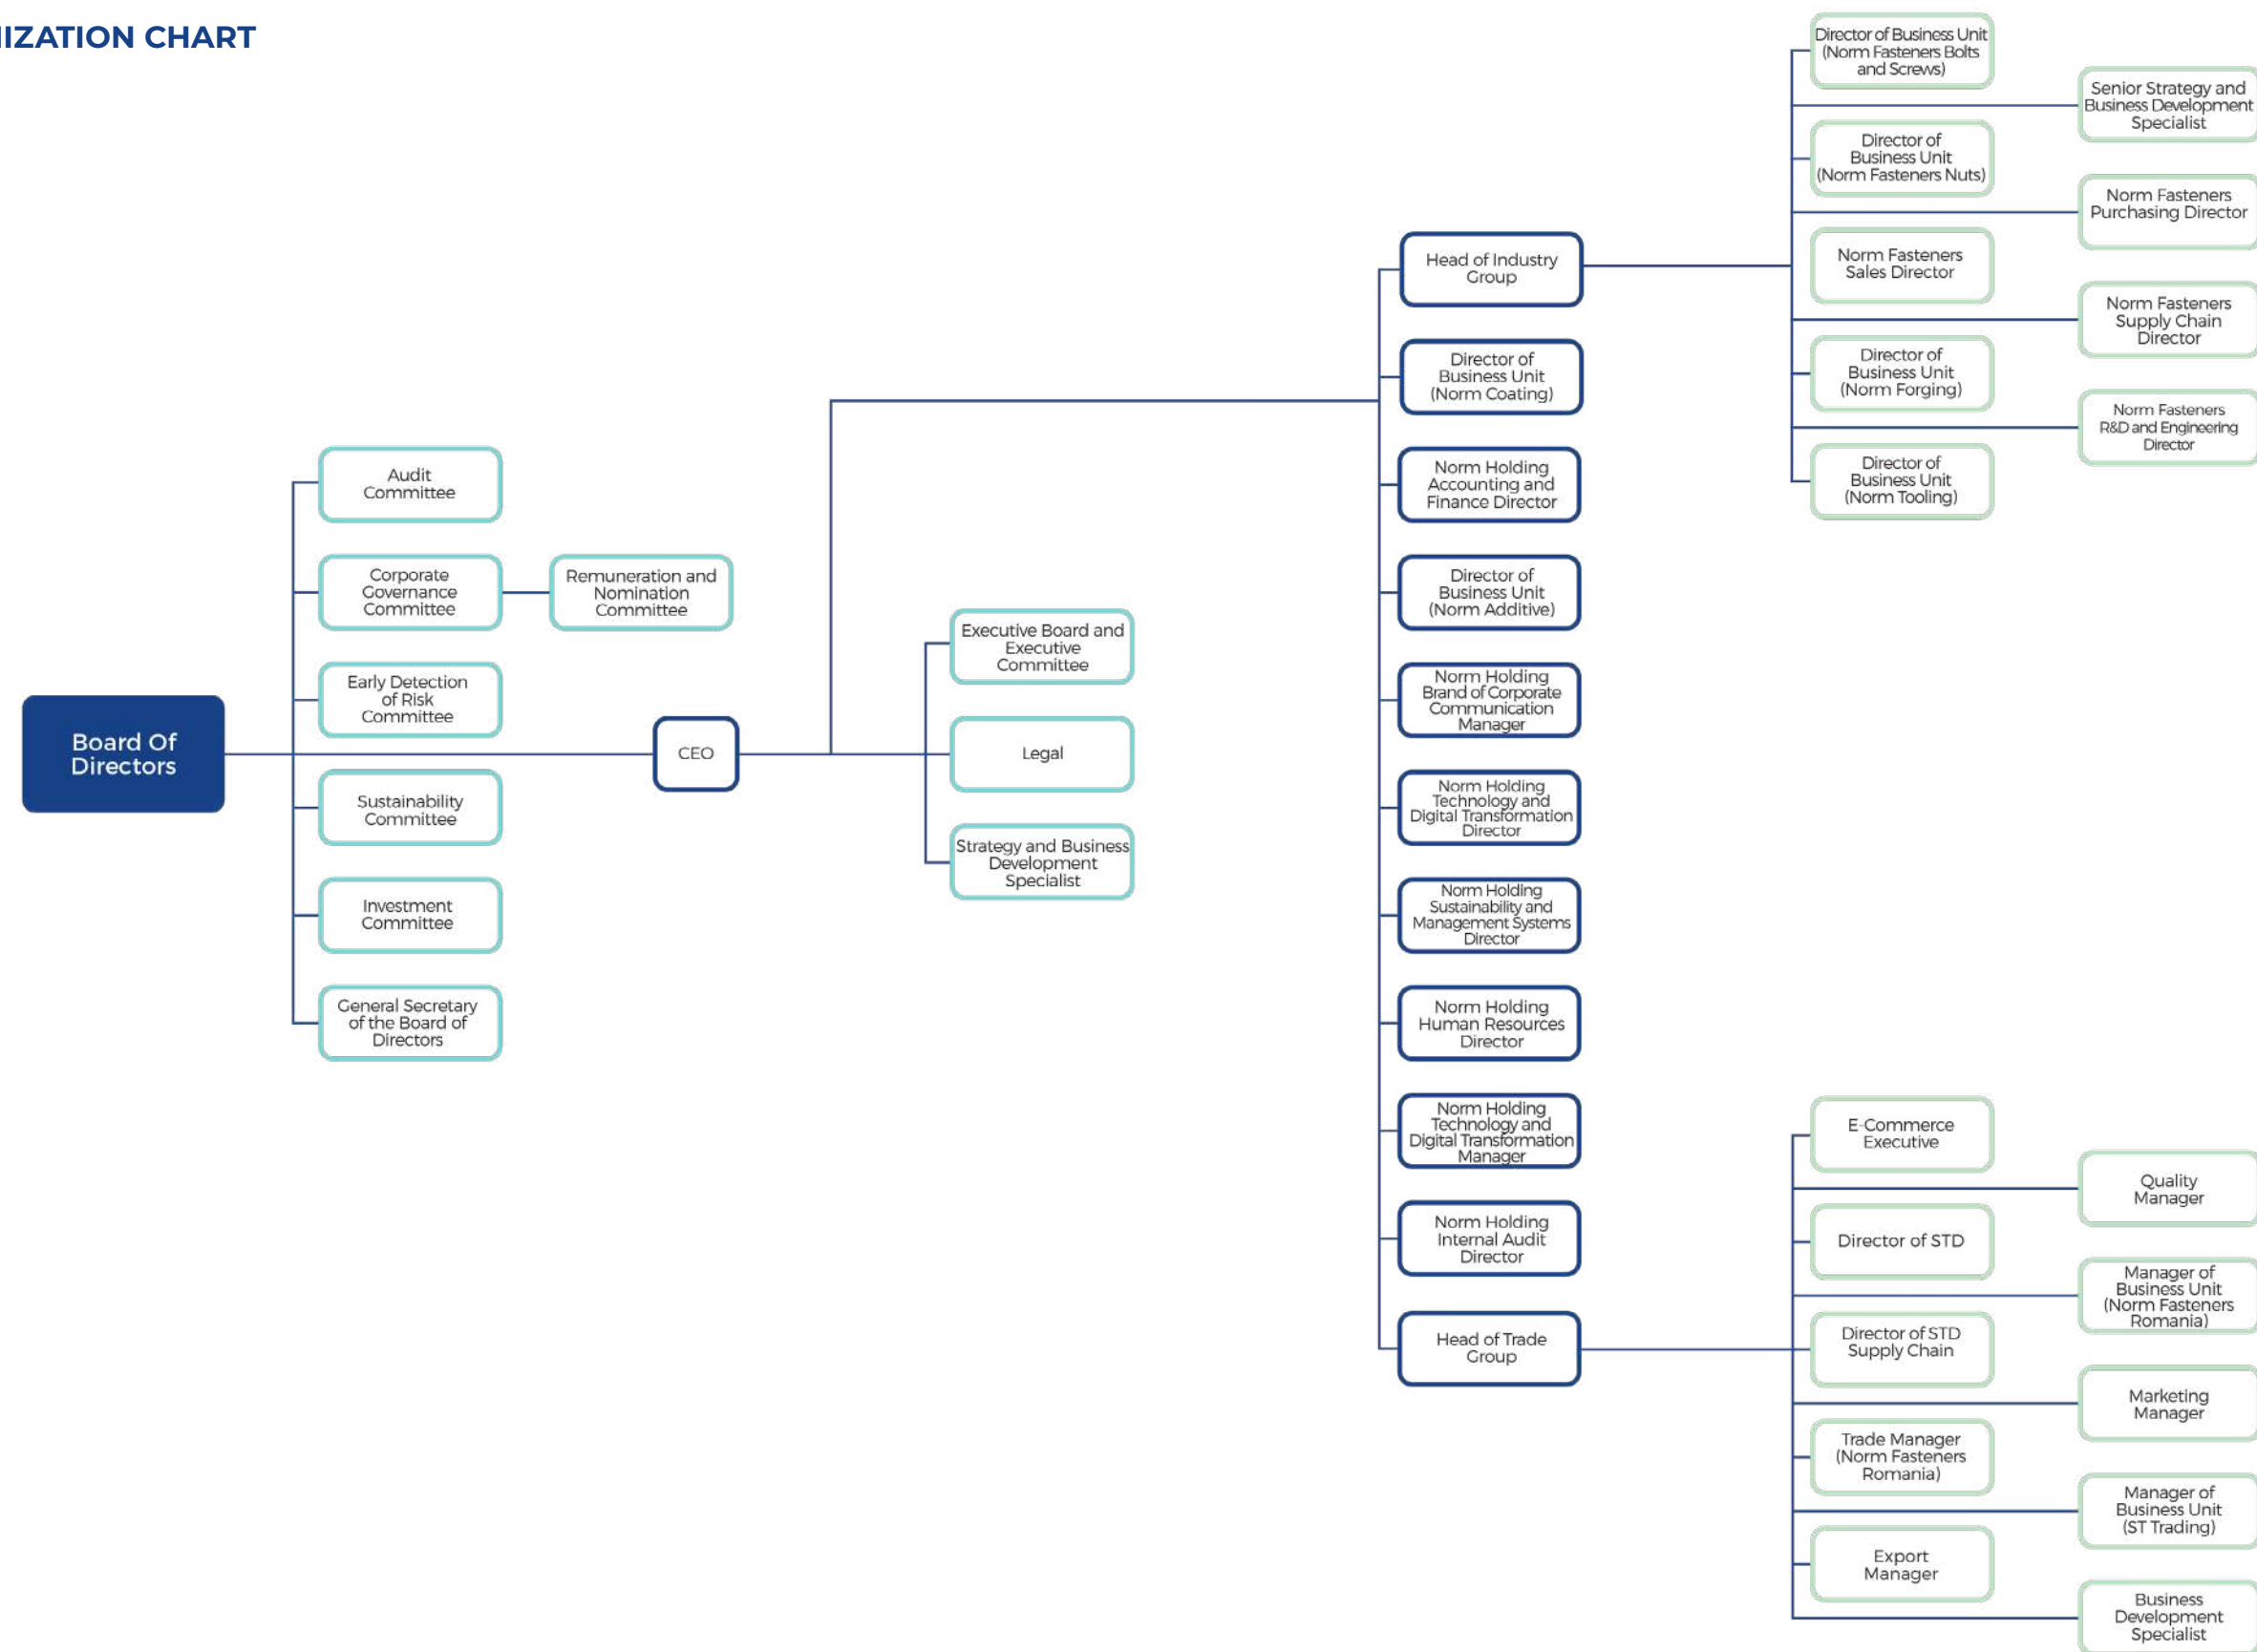 IZATION CHART
Board Of
Directors
Audit
Committee
Corporate
Governance
Committee
Remuneration and
Nomination
Committee
Early Detection
of Risk
Committee
Sustainability
Committee
Investment
Committee
General Secretary
of the Board of
Directors
CEO
Executive Board and
Executive
Committee
Legal
Strategy and Business
Development
Specialist
Head of Industry
Group
Director of
Business Unit
(Norm Coating)
Norm Holding
Accounting and
Finance Director
Director of
Business Unit
(Norm Additive)
Norm Holding
Brand of Corporate
Communication
Manager
Norm Holding
Technology and
Digital Transformation
Director
Norm Holding
Sustainability and
Management Systems
Director
Norm Holding
Human Resources
Director
Norm Holding
Technology and
Digital Transformation
Manager
Norm Holding
Internal Audit
Director
Head of Trade
Group
Director of Business Unit
(Norm Fasteners Bolts
and Screws)
Senior Strategy and
Business Development
Specialist
Director of
Business Unit
(Norm Fasteners Nuts)
Norm Fasteners
Purchasing Director
Norm Fasteners
Sales Director
Norm Fasteners
Supply Chain
Director
Director of
Business Unit
(Norm Forging)
Norm Fasteners
R&D and Engineering
Director
Director of
Business Unit
(Norm Tooling)
E-Commerce
Executive
Quality
Manager
Director of STD
Manager of
Business Unit
(Norm Fasteners
Romania)
Director of STD
Supply Chain
Marketing
Manager
Trade Manager
(Norm Fasteners
Romania)
Manager of
Business Unit
(ST Trading)
Export
Manager
Business
Development
Specialist